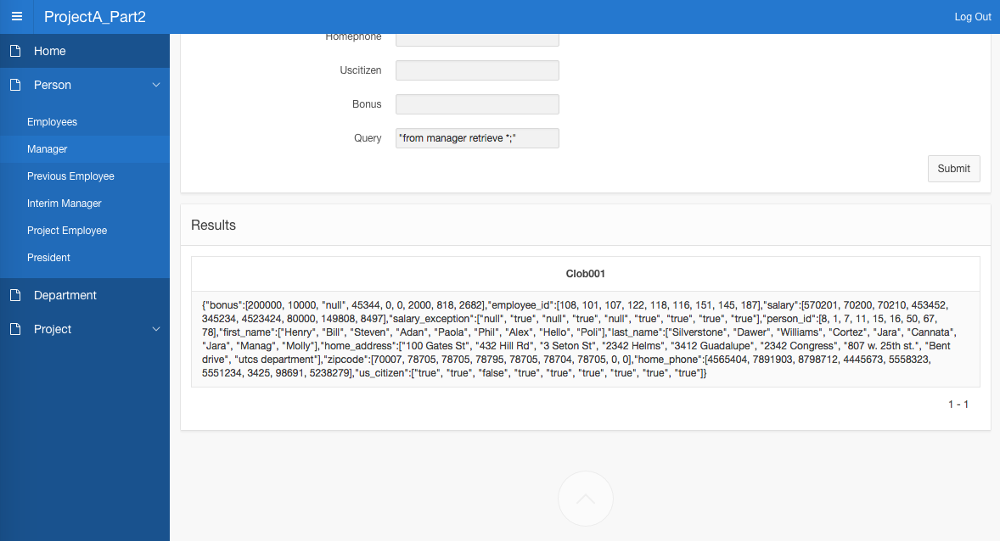 ProjectA_Part2
Log Out
Home
Person
Employees
Manager
Previous Employee
Interim Manager
Project Employee
President
Department
Project
Homephone
Uscitizen
Bonus
Query "from manager retrieve *;"
Submit
Results
Clob001
{"bonus":[200000, 10000, "null", 45344, 0, 0, 2000, 818, 2682],"employee_id":[108, 101, 107, 122, 118, 116, 151, 145, 187],"salary":[570201, 70200, 70210, 453452,
345234, 4523424, 80000, 149808, 8497],"salary_exception":["null", "true", "null", "true", "null", "true", "true", "true", "true"],"person_id":[8, 1, 7, 11, 15, 16, 50, 67,
78],"first_name":["Henry", "Bill", "Steven", "Adan", "Paola", "Phil", "Alex", "Hello", "Poli"],"last_name":["Silverstone", "Dawer", "Williams", "Cortez", "Jara", "Cannata",
"Jara", "Manag", "Molly"],"home_address":["100 Gates St", "432 Hill Rd", "3 Seton St", "2342 Helms", "3412 Guadalupe", "2342 Congress", "807 w. 25th st.", "Bent
drive", "utcs department"],"zipcode":[70007, 78705, 78705, 78795, 78705, 78704, 78705, 0, 0],"home_phone":[4565404, 7891903, 8798712, 4445673, 5558323,
5551234, 3425, 98691, 5238279],"us_citizen":["true", "true", "false", "true", "true", "true", "true", "true", "true"]}
1 - 1